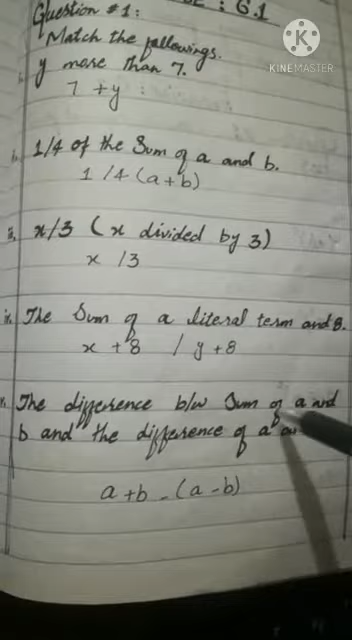 : 6.1
Question #1:
Match the followings.
y more than 7.
7 + y
1/4 of the Sum of a and b.
1/4 (a+b)
x/3 (x divided by 3)
x /3
The Sum of a literal term and 8.
x + 8 / y + 8
The difference b/w Sum of a and
b and the difference of a
a + b - (a - b)
KINEMASTER